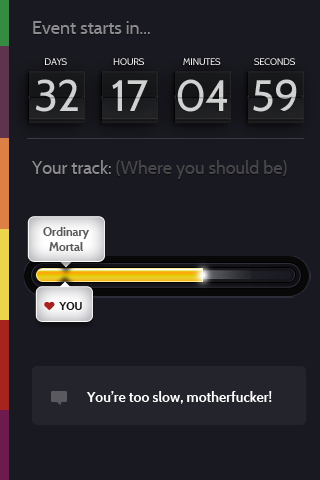 Event starts in...
DAYS HOURS MINUTES SECONDS
32 17 04 59
Your track: (Where you should be)
Ordinary
Mortal
YOU
You're too slow, motherfucker!